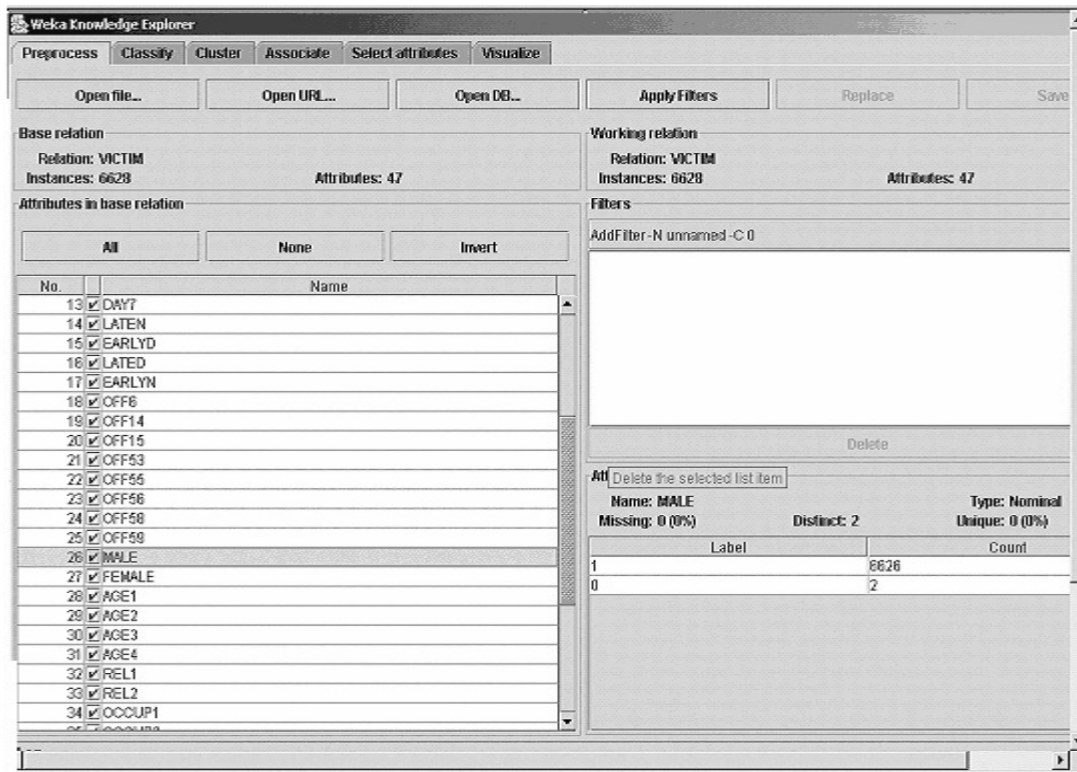 Weka Knowledge Explorer
Preprocess Classify Cluster Associate Select attributes Visualize
Open file... Open URL... Open DB... Apply Filters Replace Save
Base relation
Relation: VICTIM
Instances: 6628 Attributes: 47
Working relation
Relation: VICTIM
Instances: 6628 Attributes: 47
Attributes in base relation
All None Invert
No. Name
13 DAY7
14 LATEN
15 EARLYD
16 LATED
17 EARLYN
18 OFF6
19 OFF14
20 OFF15
21 OFF53
22 OFF55
23 OFF56
24 OFF58
25 OFF59
26 MALE
27 FEMALE
28 AGE1
29 AGE2
30 AGE3
31 AGE4
32 REL1
33 REL2
34 OCCUP1
Filters
AddFilter -N unnamed -C 0
Delete
Att Delete the selected list item
Name: MALE Type: Nominal
Missing: 0 (0%) Distinct: 2 Unique: 0 (0%)
Label Count
1 6626
0 2